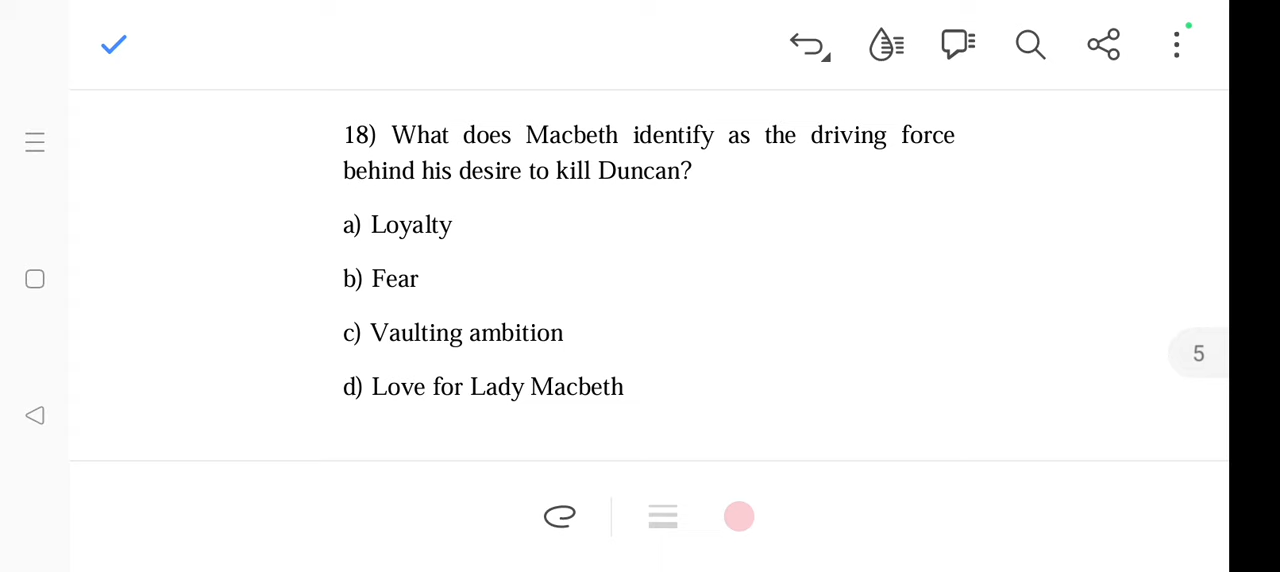 18) What does Macbeth identify as the driving force
behind his desire to kill Duncan?
a) Loyalty
b) Fear
c) Vaulting ambition
d) Love for Lady Macbeth
5